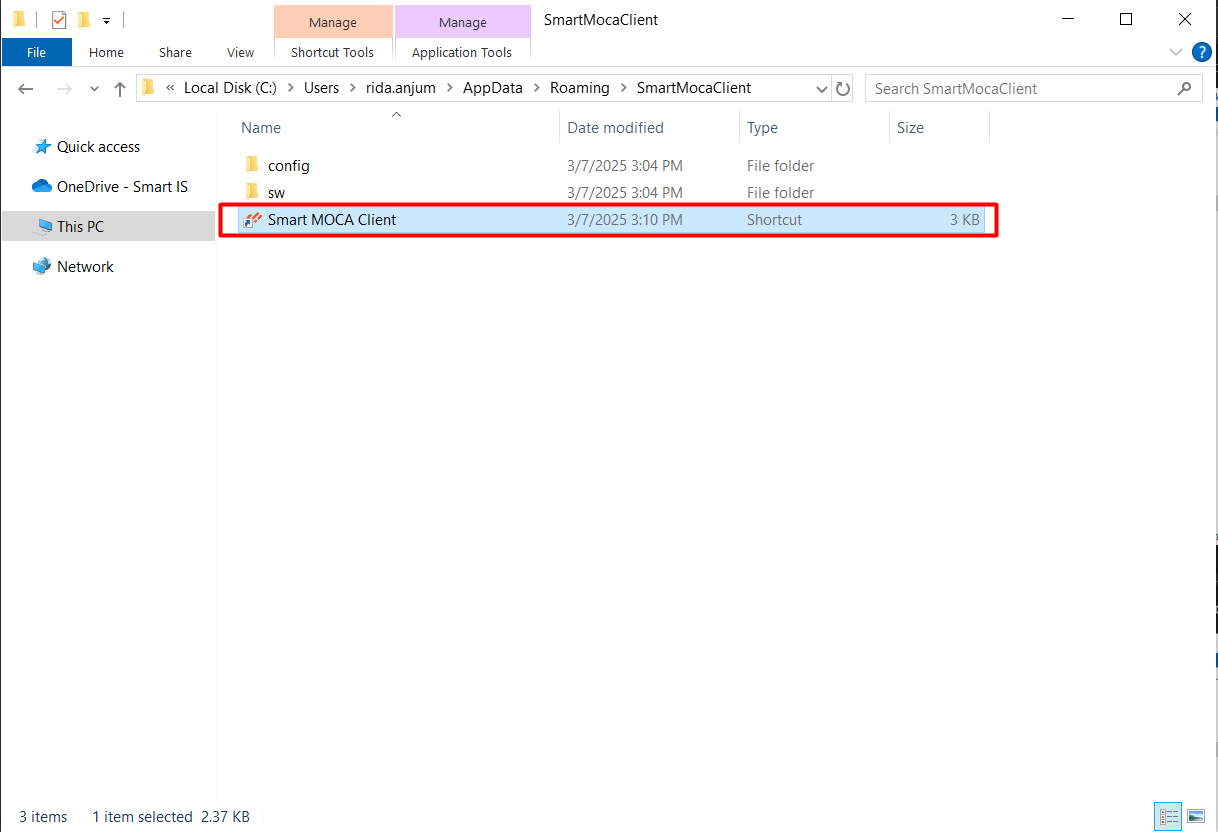 Manage Manage SmartMocaClient
File Home Share View Shortcut Tools Application Tools ?
« Local Disk (C:) > Users > rida.anjum > AppData > Roaming > SmartMocaClient Search SmartMocaClient
Name Date modified Type Size
Quick access
OneDrive - Smart IS
This PC
Network
config 3/7/2025 3:04 PM File folder
sw 3/7/2025 3:04 PM File folder
Smart MOCA Client 3/7/2025 3:10 PM Shortcut 3 KB
3 items 1 item selected 2.37 KB